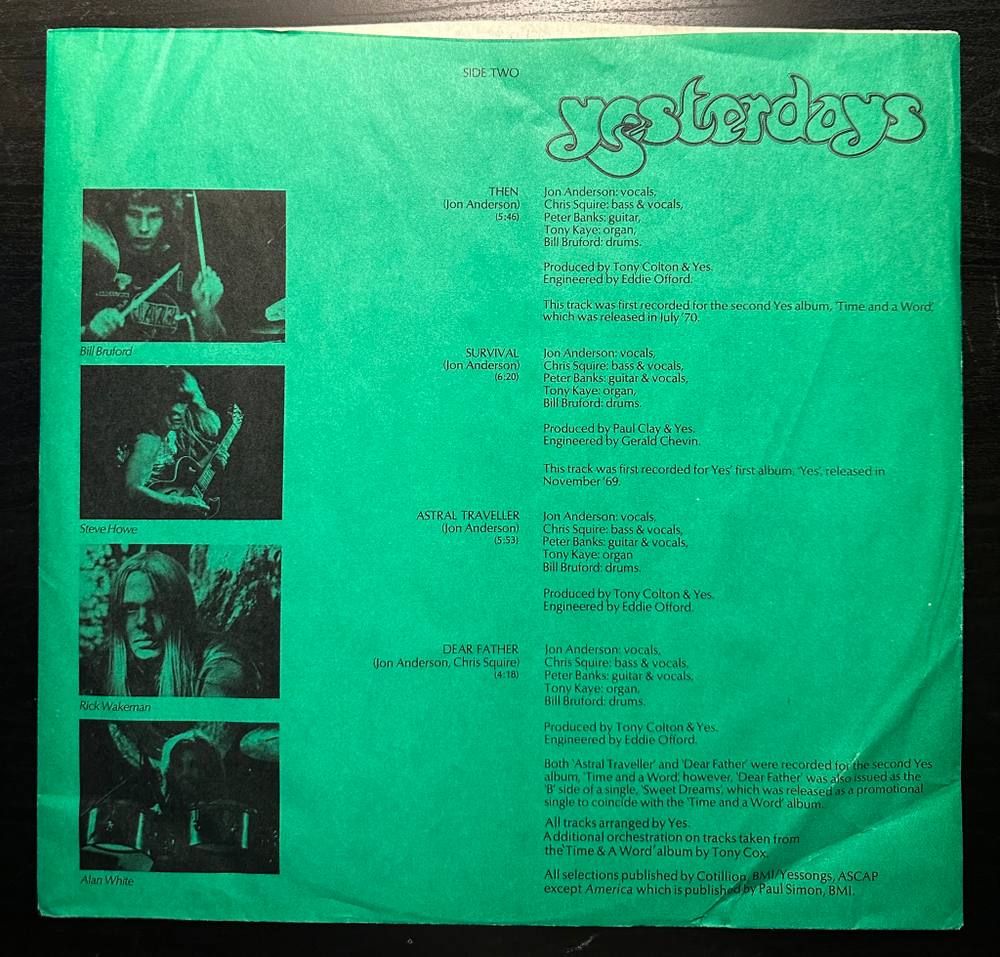 SIDE TWO
yesterdays
THEN
(Jon Anderson)
(5:46)
Jon Anderson: vocals,
Chris Squire: bass & vocals,
Peter Banks: guitar,
Tony Kaye: organ,
Bill Bruford: drums.
Produced by Tony Colton & Yes.
Engineered by Eddie Offord.
This track was first recorded for the second Yes album, 'Time and a Word',
which was released in July '70.
JAZZ
Bill Bruford
SURVIVAL
(Jon Anderson)
(6:20)
Jon Anderson: vocals,
Chris Squire: bass & vocals,
Peter Banks: guitar & vocals,
Tony Kaye: organ,
Bill Bruford: drums.
Produced by Paul Clay & Yes.
Engineered by Gerald Chevin.
This track was first recorded for Yes' first album, 'Yes', released in
November '69.
Steve Howe
ASTRAL TRAVELLER
(Jon Anderson)
(5:53)
Jon Anderson: vocals,
Chris Squire: bass & vocals,
Peter Banks: guitar & vocals,
Tony Kaye: organ
Bill Bruford: drums.
Produced by Tony Colton & Yes.
Engineered by Eddie Offord.
Rick Wakeman
DEAR FATHER
(Jon Anderson, Chris Squire)
(4:18)
Jon Anderson: vocals,
Chris Squire: bass & vocals,
Peter Banks: guitar & vocals,
Tony Kaye: organ,
Bill Bruford: drums.
Produced by Tony Colton & Yes.
Engineered by Eddie Offord.
Both 'Astral Traveller' and 'Dear Father' were recorded for the second Yes
album, 'Time and a Word', however, 'Dear Father' was also issued as the
'B' side of a single, 'Sweet Dreams', which was released as a promotional
single to coincide with the 'Time and a Word' album.
All tracks arranged by Yes.
Additional orchestration on tracks taken from
the 'Time & A Word' album by Tony Cox.
All selections published by Cotillion, BMI/Yessongs, ASCAP
except America which is published by Paul Simon, BMI.
Alan White